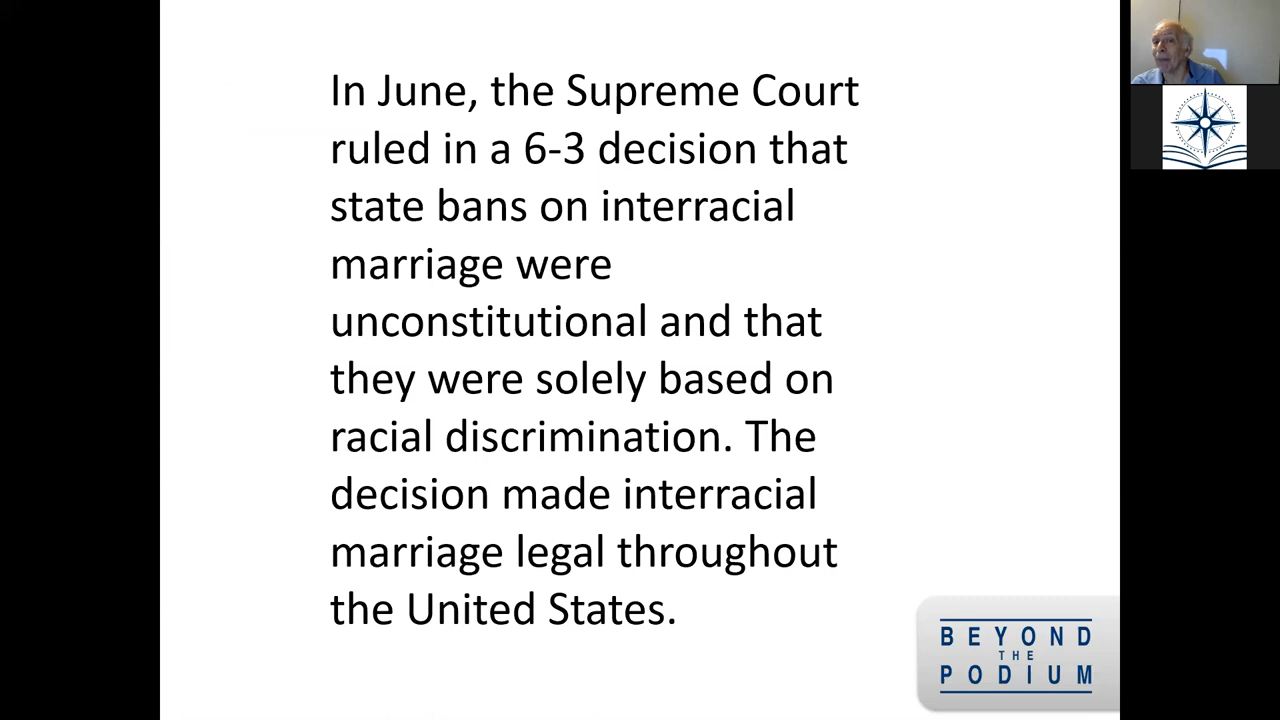 In June, the Supreme Court
ruled in a 6-3 decision that
state bans on interracial
marriage were
unconstitutional and that
they were solely based on
racial discrimination. The
decision made interracial
marriage legal throughout
the United States.
BEYOND
THE
PODIUM